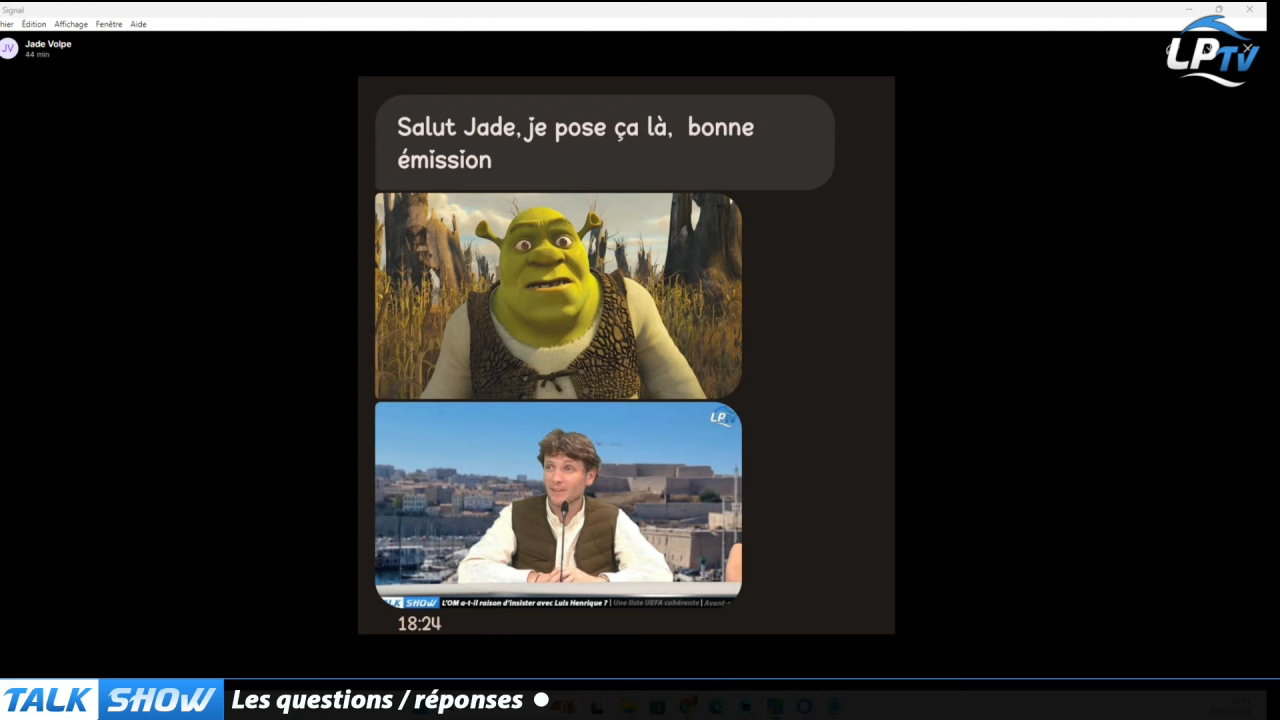 Signal
hier Édition Affichage Fenêtre Aide
JV Jade Volpe
44 min
LPTV
Salut Jade, je pose ça là, bonne
émission
LPTV
LK SHOW L'OM a-t-il raison d'insister avec Luis Henrique ? | Une liste UEFA cohérente | Avant-
18:24
TALK SHOW Les questions / réponses